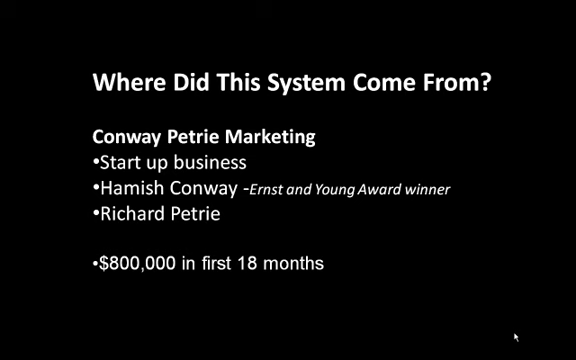 Where Did This System Come From?
Conway Petrie Marketing
•Start up business
•Hamish Conway -Ernst and Young Award winner
•Richard Petrie
•$800,000 in first 18 months